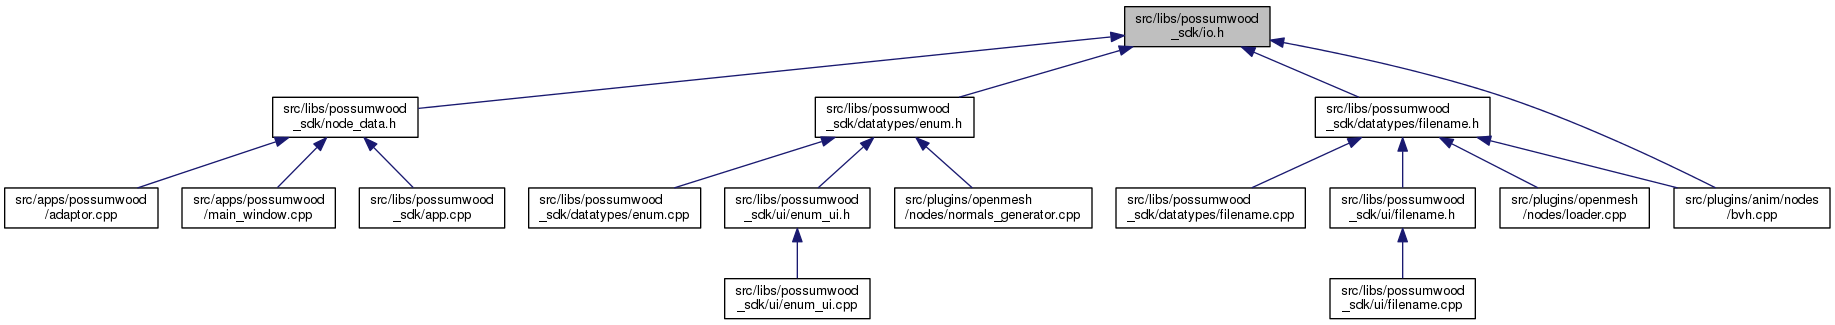 src/libs/possumwood
_sdk/io.h
src/libs/possumwood
_sdk/node_data.h
src/libs/possumwood
_sdk/datatypes/enum.h
src/libs/possumwood
_sdk/datatypes/filename.h
src/apps/possumwood
/adaptor.cpp
src/apps/possumwood
/main_window.cpp
src/libs/possumwood
_sdk/app.cpp
src/libs/possumwood
_sdk/datatypes/enum.cpp
src/libs/possumwood
_sdk/ui/enum_ui.h
src/plugins/openmesh
/nodes/normals_generator.cpp
src/libs/possumwood
_sdk/datatypes/filename.cpp
src/libs/possumwood
_sdk/ui/filename.h
src/plugins/openmesh
/nodes/loader.cpp
src/plugins/anim/nodes
/bvh.cpp
src/libs/possumwood
_sdk/ui/enum_ui.cpp
src/libs/possumwood
_sdk/ui/filename.cpp